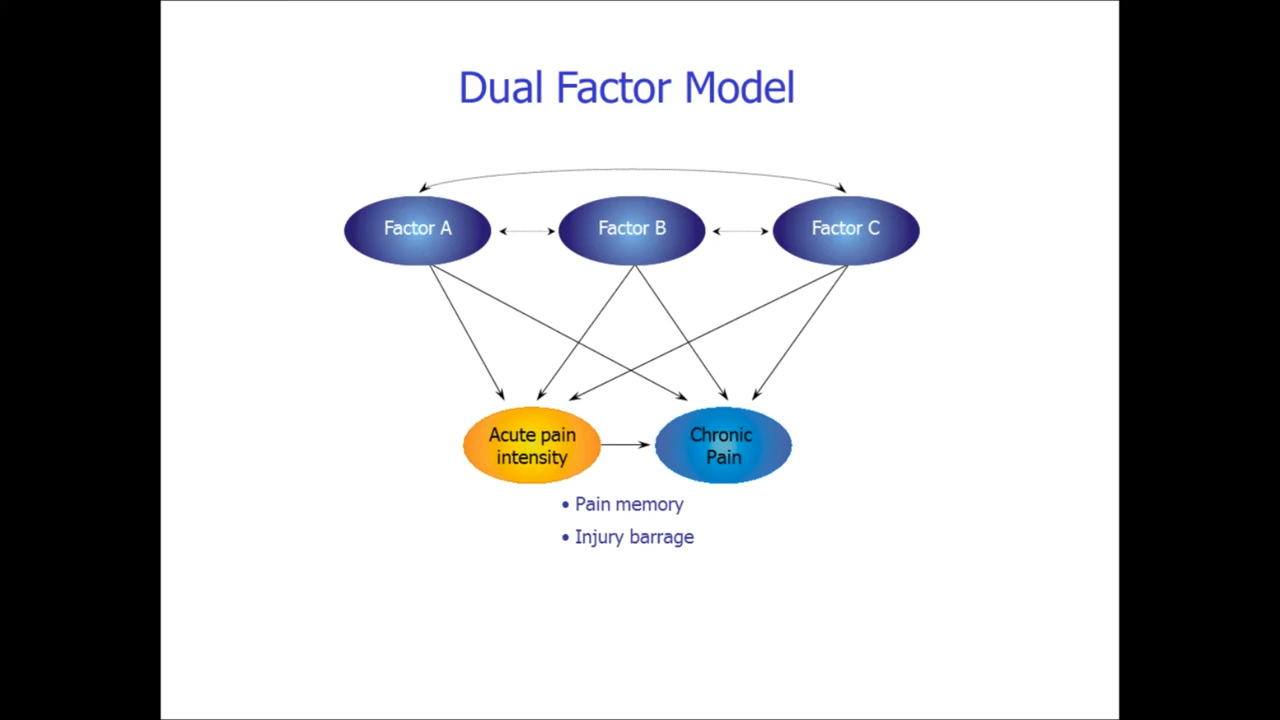 Dual Factor Model
Factor A
Factor B
Factor C
Acute pain
intensity
Chronic
Pain
• Pain memory
• Injury barrage